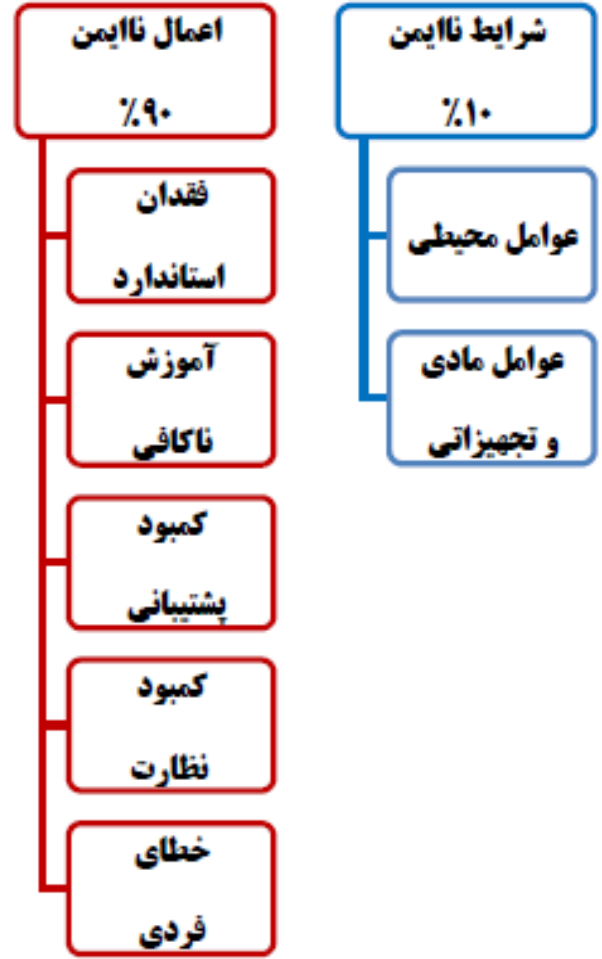 شرایط ناایمن
٪۱۰
عوامل محیطی
عوامل مادی
و تجهیزاتی
اعمال ناایمن
٪۹۰
فقدان
استاندارد
آموزش
ناکافی
کمبود
پشتیبانی
کمبود
نظارت
خطای
فردی